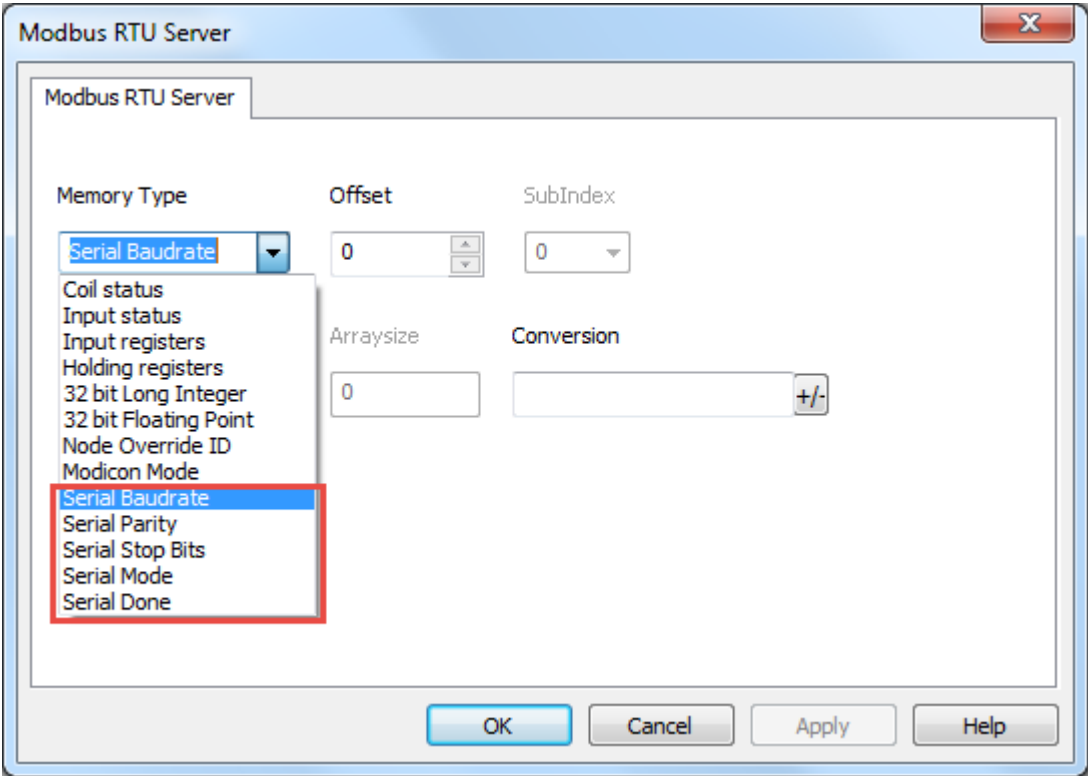 Modbus RTU Server
Modbus RTU Server
Memory Type Offset SubIndex
Serial Baudrate 0 0
Coil status
Input status
Input registers
Arraysize Conversion
Holding registers
32 bit Long Integer
0 +/-
32 bit Floating Point
Node Override ID
Modicon Mode
Serial Baudrate
Serial Parity
Serial Stop Bits
Serial Mode
Serial Done
OK Cancel Apply Help